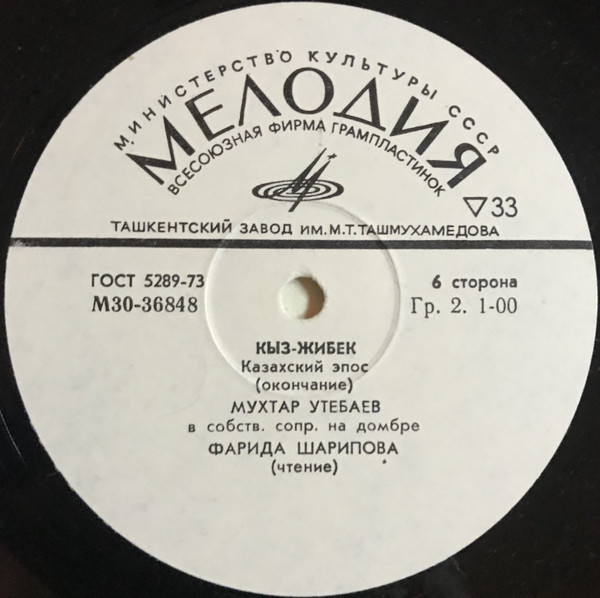 МИНИСТЕРСТВО КУЛЬТУРЫ СССР
МЕЛОДИЯ
ВСЕСОЮЗНАЯ ФИРМА ГРАМПЛАСТИНОК
▽33
ТАШКЕНТСКИЙ ЗАВОД ИМ.М.Т.ТАШМУХАМЕДОВА
ГОСТ 5289-73
6 сторона
М30-36848
Гр. 2. 1-00
КЫЗ-ЖИБЕК
Казахский эпос
(окончание)
МУХТАР УТЕБАЕВ
в собств. сопр. на домбре
ФАРИДА ШАРИПОВА
(чтение)